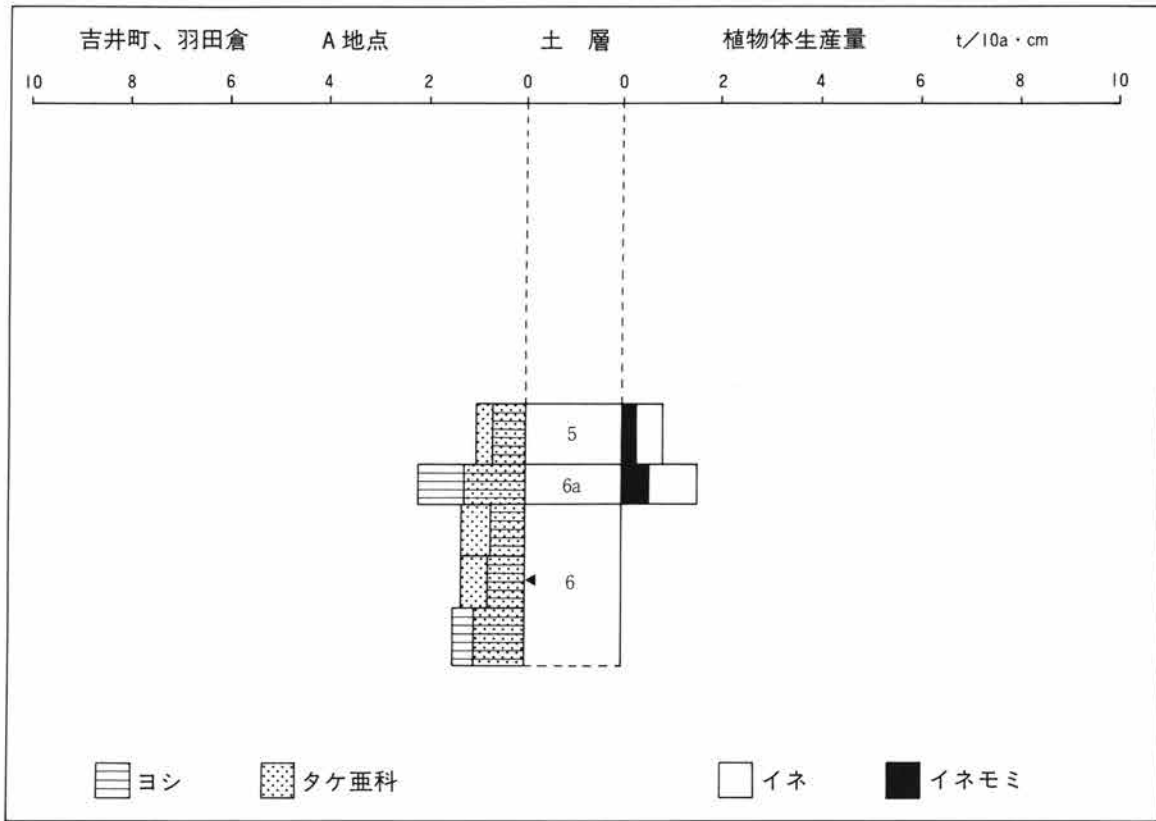 吉井町、羽田倉 A地点 土 層 植物体生産量 t/10a・cm
10 8 6 4 2 0 0 2 4 6 8 10
5
6a
6
ヨシ タケ亜科 イネ イネモミ